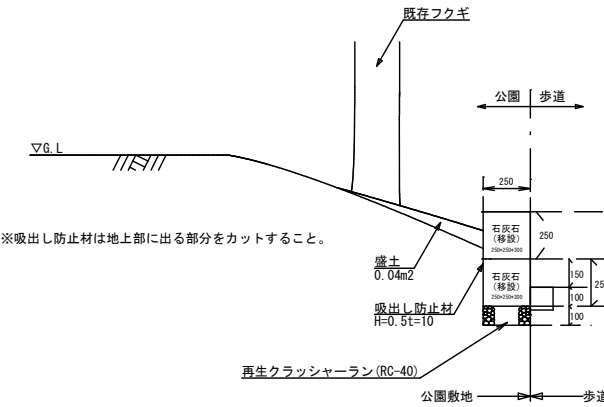 既存フクギ
公園 歩道
▽G.L
250
石灰石
(移設)
250×250×300
250
※吸出し防止材は地上部に出る部分をカットすること。
盛土
0.04m2
石灰石
(移設)
250×250×300
150
100
100
25
吸出し防止材
H=0.5t=10
再生クラッシャーラン(RC-40)
公園敷地 歩道